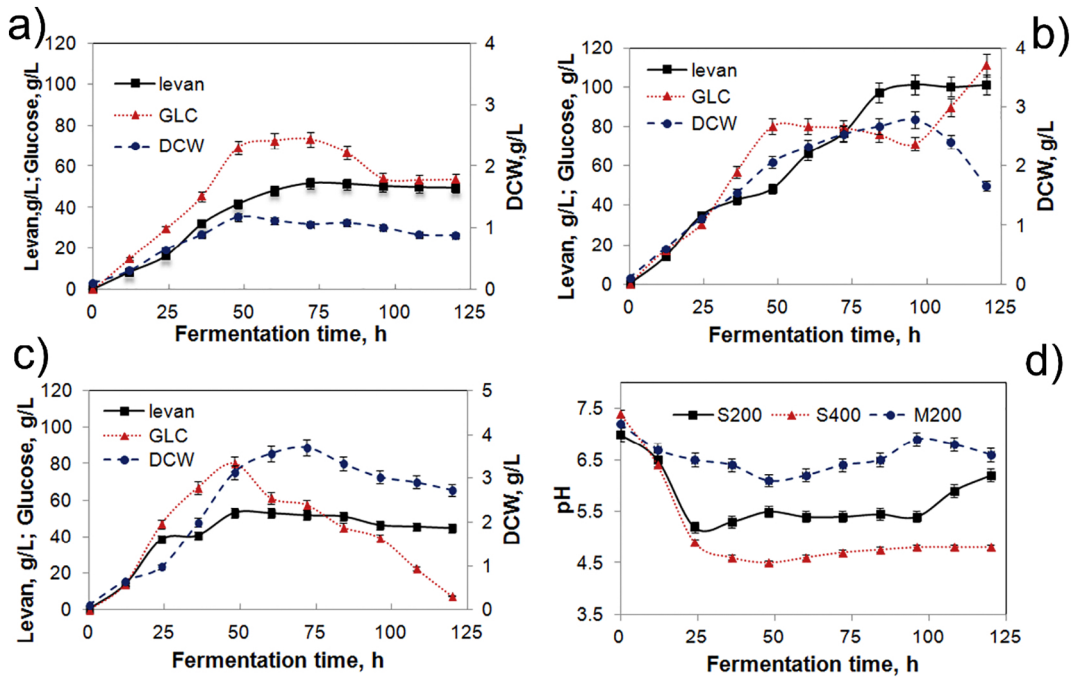 a)
Levan,g/L; Glucose, g/L
120
100
80
60
40
20
0
levan
GLC
DCW
4
3
2
1
0
DCW,g/L
0 25 50 75 100 125
Fermentation time, h
b)
Levan, g/L; Glucose, g/L
120
100
80
60
40
20
0
levan
GLC
DCW
4
3
2
1
0
DCW, g/L
0 25 50 75 100 125
Fermentation time, h
c)
Levan, g/L; Glucose, g/L
120
100
80
60
40
20
0
levan
GLC
DCW
5
4
3
2
1
0
DCW, g/L
0 25 50 75 100 125
Fermentation time, h
d)
pH
7.5
6.5
5.5
4.5
3.5
S200 S400 M200
0 25 50 75 100 125
Fermentation time, h